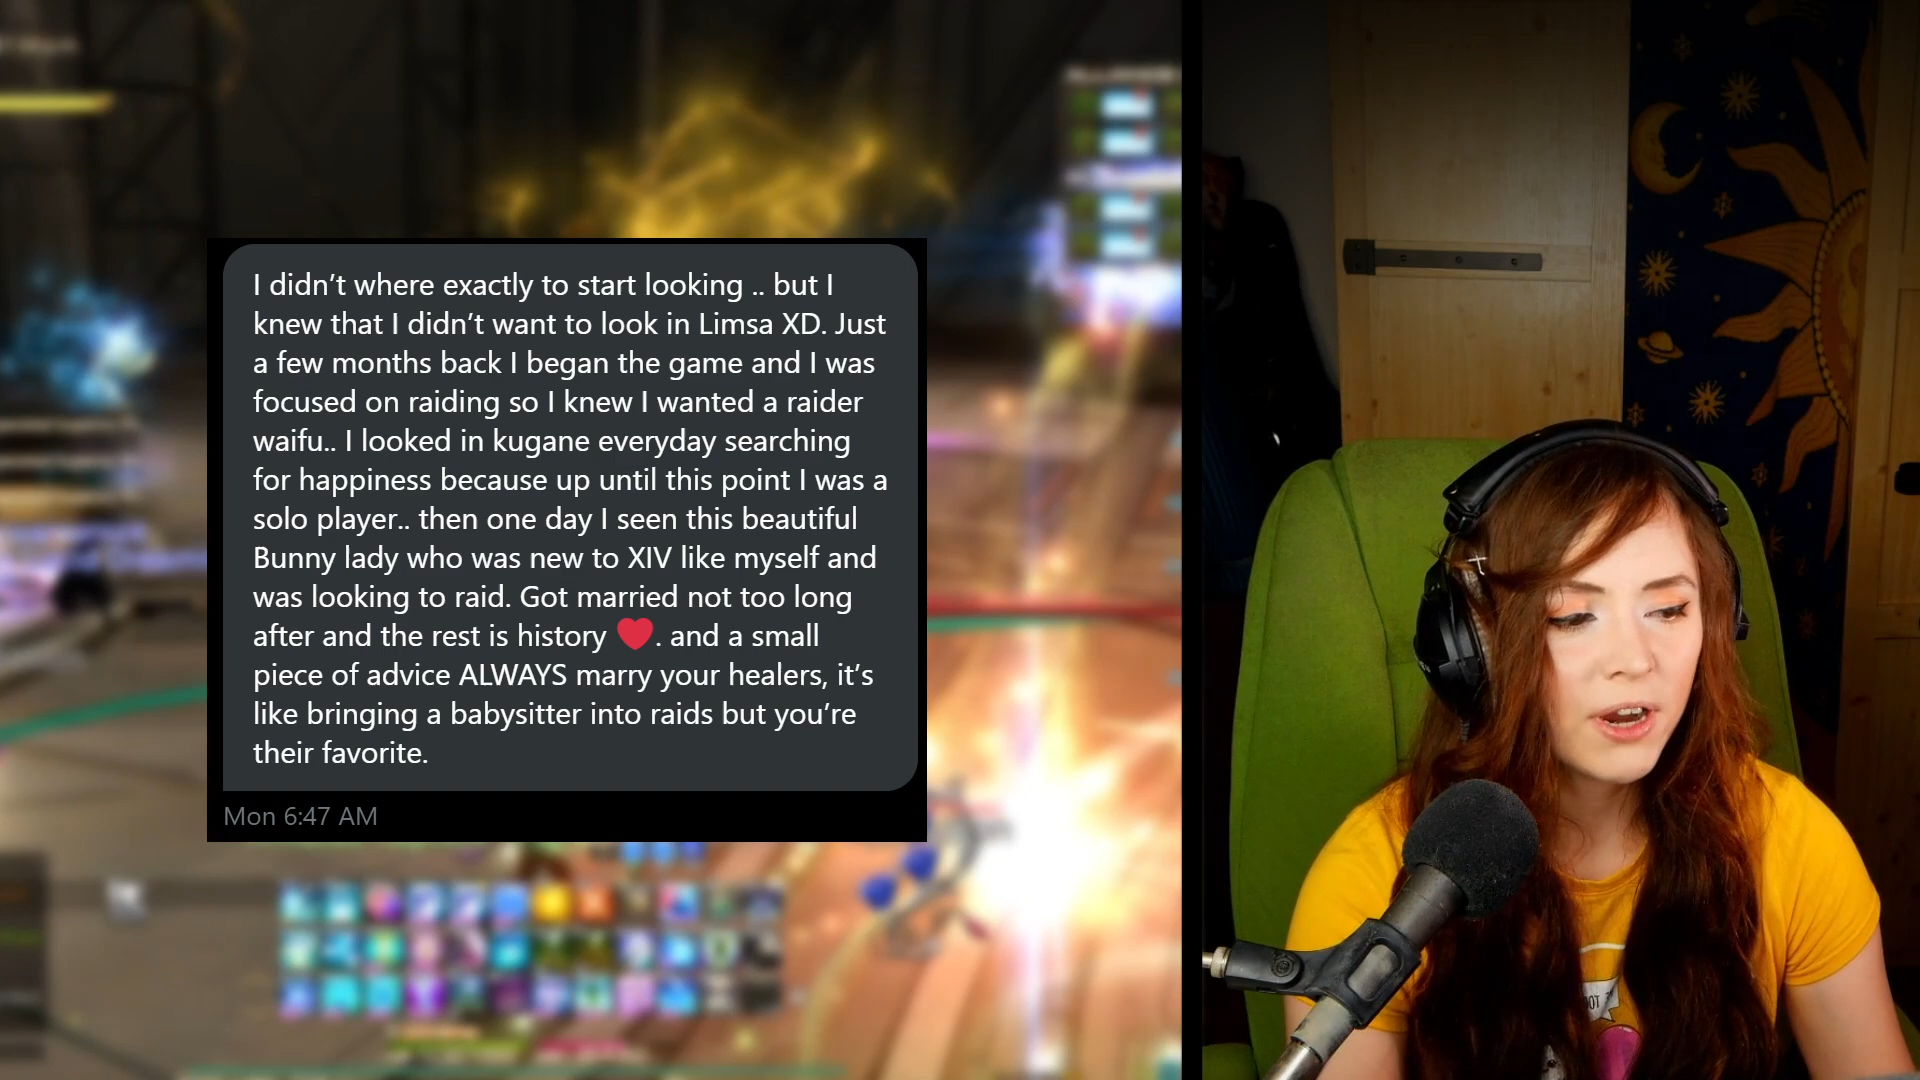 I didn’t where exactly to start looking .. but I
knew that I didn’t want to look in Limsa XD. Just
a few months back I began the game and I was
focused on raiding so I knew I wanted a raider
waifu.. I looked in kugane everyday searching
for happiness because up until this point I was a
solo player.. then one day I seen this beautiful
Bunny lady who was new to XIV like myself and
was looking to raid. Got married not too long
after and the rest is history ❤️. and a small
piece of advice ALWAYS marry your healers, it’s
like bringing a babysitter into raids but you’re
their favorite.
Mon 6:47 AM